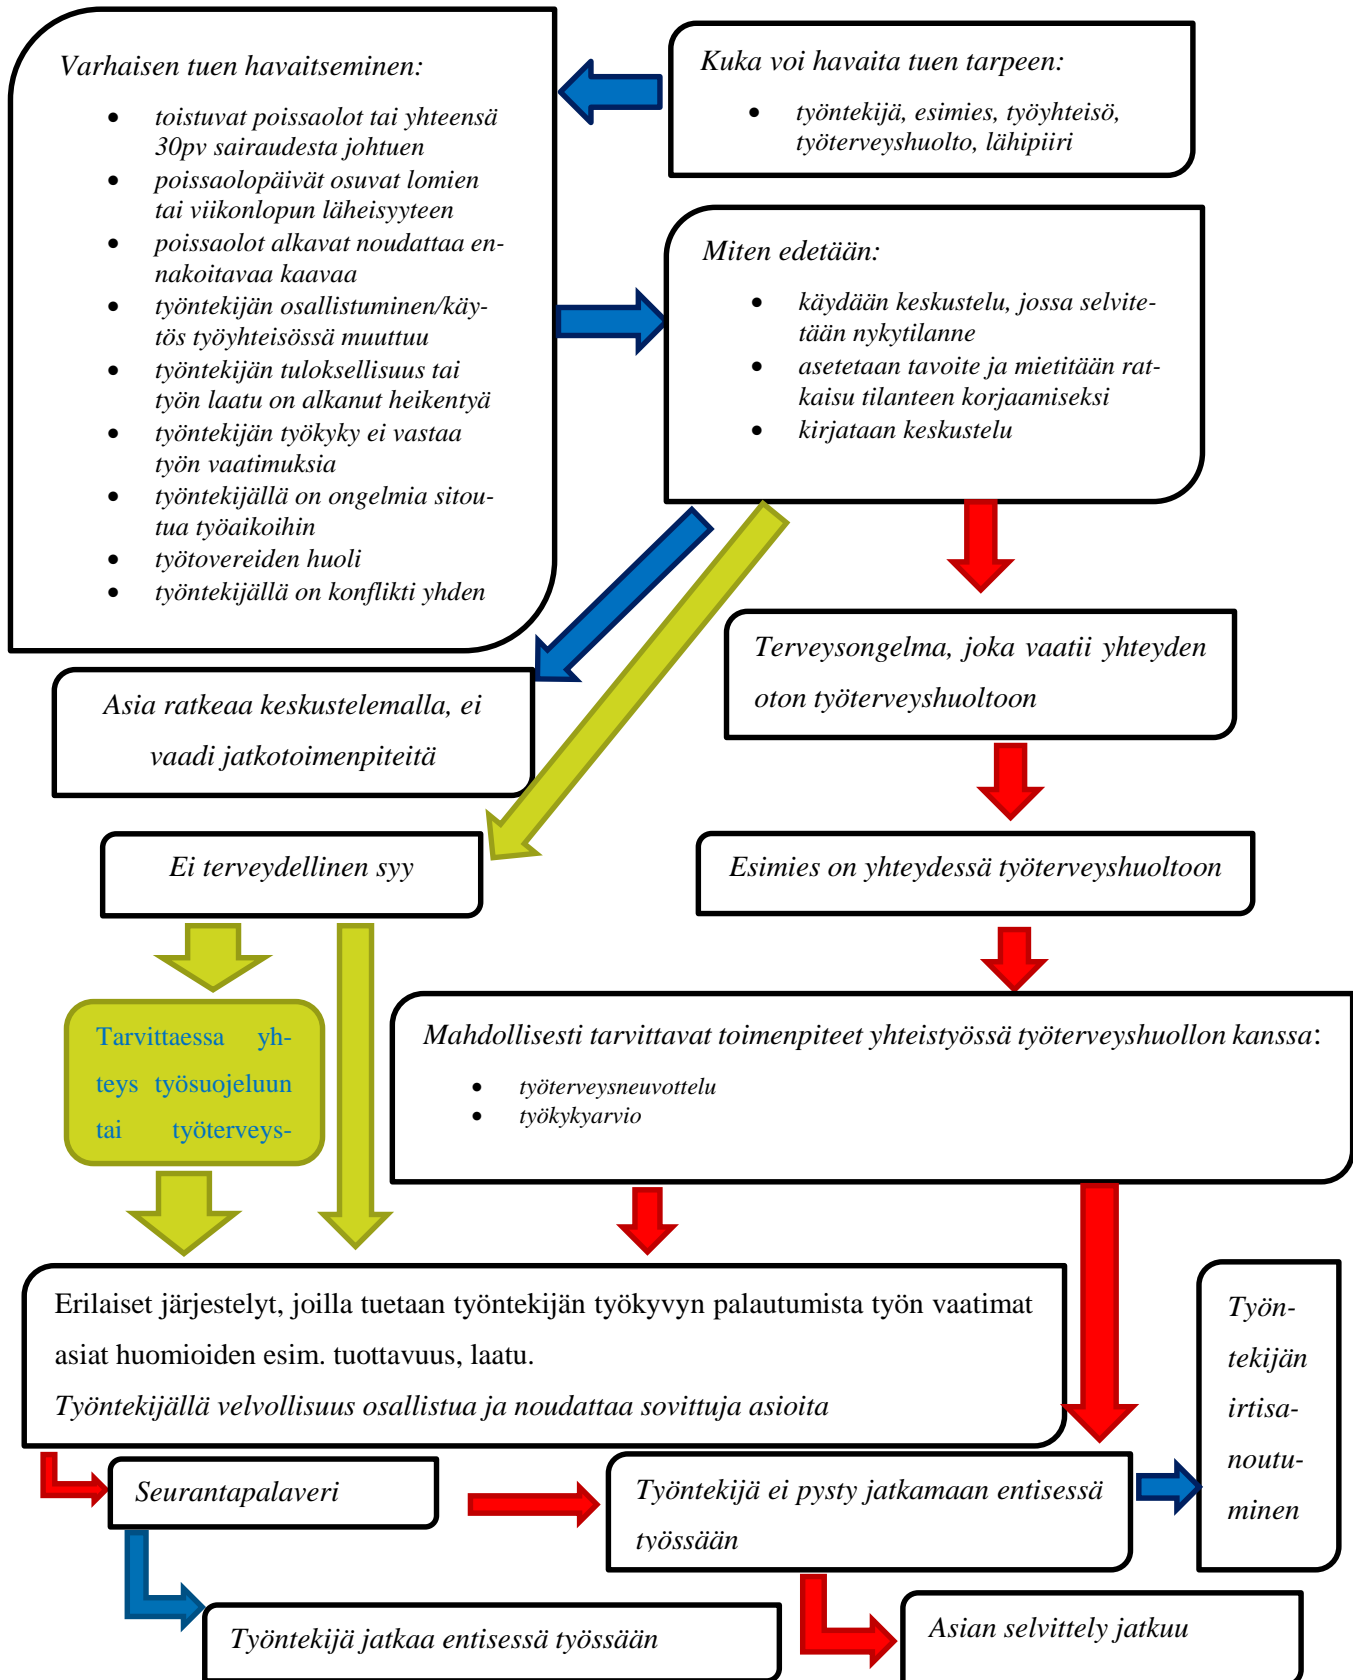 Varhaisen tuen havaitseminen:
• toistuvat poissaolot tai yhteensä
30pv sairaudesta johtuen
• poissaolopäivät osuvat lomien
tai viikonlopun läheisyyteen
• poissaolot alkavat noudattaa en-
nakoitavaa kaavaa
• työntekijän osallistuminen/käy-
tös työyhteisössä muuttuu
• työntekijän tuloksellisuus tai
työn laatu on alkanut heikentyä
• työntekijän työkyky ei vastaa
työn vaatimuksia
• työntekijällä on ongelmia sitou-
tua työaikoihin
• työtovereiden huoli
• työntekijällä on konflikti yhden
Kuka voi havaita tuen tarpeen:
• työntekijä, esimies, työyhteisö,
työterveyshuolto, lähipiiri
Miten edetään:
• käydään keskustelu, jossa selvite-
tään nykytilanne
• asetetaan tavoite ja mietitään rat-
kaisu tilanteen korjaamiseksi
• kirjataan keskustelu
Asia ratkeaa keskustelemalla, ei
vaadi jatkotoimenpiteitä
Terveysongelma, joka vaatii yhteyden
oton työterveyshuoltoon
Ei terveydellinen syy
Esimies on yhteydessä työterveyshuoltoon
Tarvittaessa yh-
teys työsuojeluun
tai työterveys-
Mahdollisesti tarvittavat toimenpiteet yhteistyössä työterveyshuollon kanssa:
• työterveysneuvottelu
• työkykyarvio
Erilaiset järjestelyt, joilla tuetaan työntekijän työkyvyn palautumista työn vaatimat
asiat huomioiden esim. tuottavuus, laatu.
Työntekijällä velvollisuus osallistua ja noudattaa sovittuja asioita
Työn-
tekijän
irtisa-
noutu-
minen
Seurantapalaveri
Työntekijä ei pysty jatkamaan entisessä
työssään
Työntekijä jatkaa entisessä työssään
Asian selvittely jatkuu